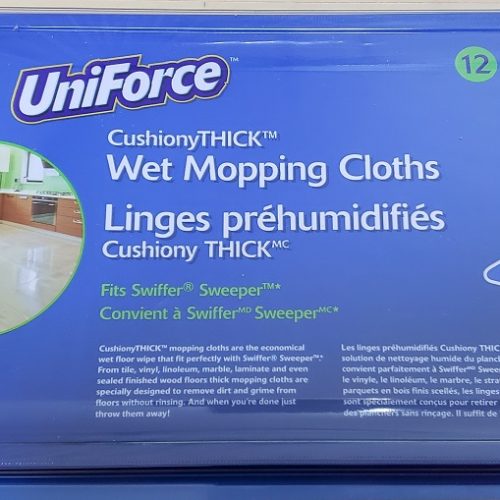 UniForce™
12
CushionyTHICK™
Wet Mopping Cloths
Linges préhumidifiés
Cushiony THICK MC
Fits Swiffer® Sweeper™*
Convient à Swiffer MD Sweeper MC*
CushionyTHICK™ mopping cloths are the economical
wet floor wipe that fit perfectly with Swiffer® Sweeper™.*
From tile, vinyl, linoleum, marble, laminate and even
sealed finished wood floors thick mopping cloths are
specially designed to remove dirt and grime from
floors without rinsing. And when you're done just
throw them away!
Les linges préhumidifiés Cushiony THIC
solution de nettoyage humide du planch
convient parfaitement à Swiffer MD Swee
le vinyle, le linoléum, le marbre, le strat
parquets en bois finis scellés, les linges
sont spécialement conçus pour retirer
des planchers sans rinçage. Il suffit de